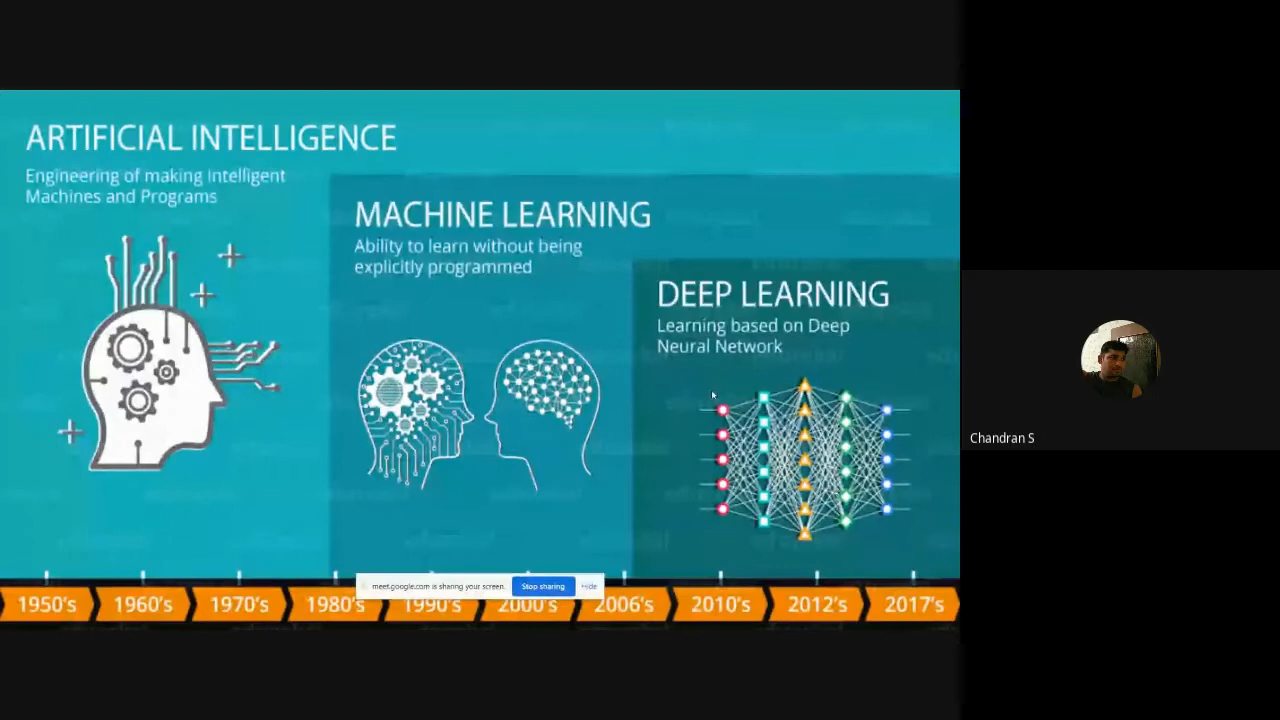 ARTIFICIAL INTELLIGENCE
Engineering of making Intelligent
Machines and Programs
MACHINE LEARNING
Ability to learn without being
explicitly programmed
DEEP LEARNING
Learning based on Deep
Neural Network
Chandran S
meet.google.com is sharing your screen.
Stop sharing
Hide
1950's
1960's
1970's
1980's
1990's
2000's
2006's
2010's
2012's
2017's